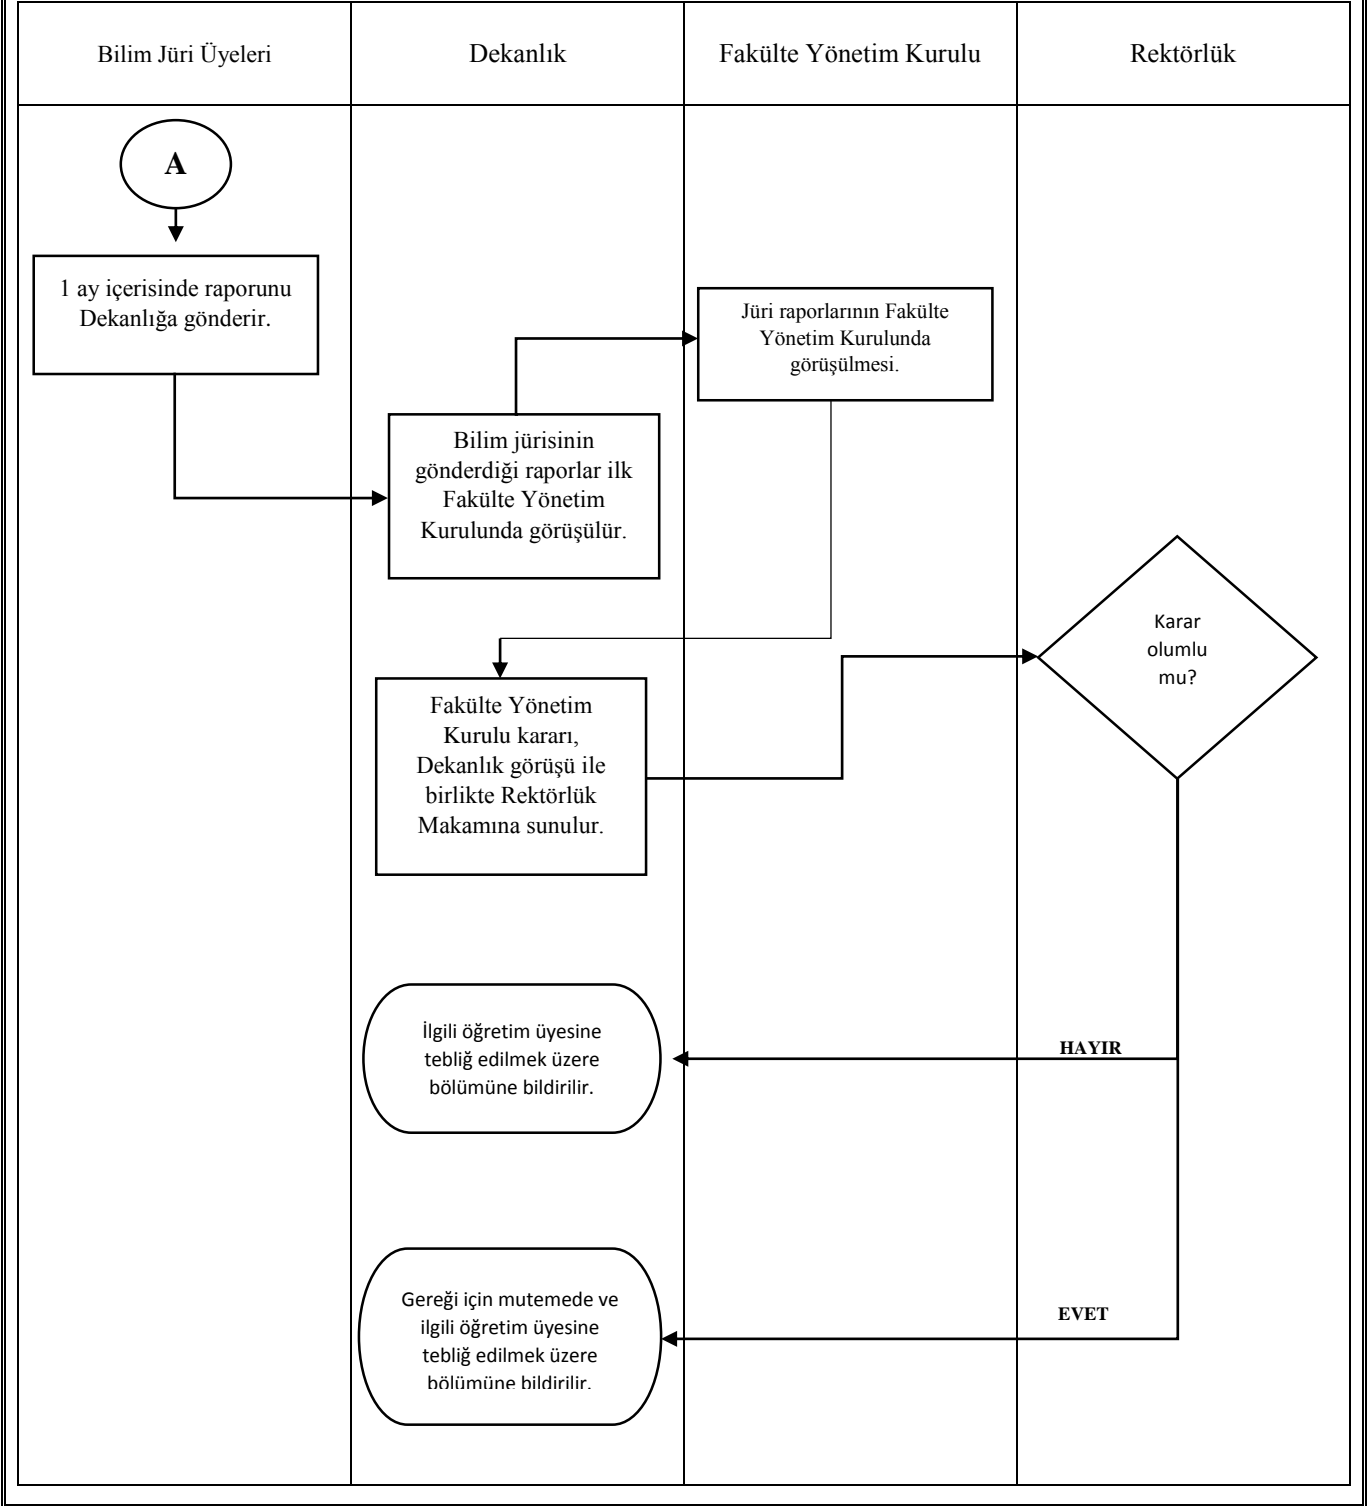 Bilim Jüri Üyeleri
Dekanlık
Fakülte Yönetim Kurulu
Rektörlük
A
1 ay içerisinde raporunu
Dekanlığa gönderir.
Jüri raporlarının Fakülte
Yönetim Kurulunda
görüşülmesi.
Bilim jürisinin
gönderdiği raporlar ilk
Fakülte Yönetim
Kurulunda görüşülür.
Karar
olumlu
mu?
Fakülte Yönetim
Kurulu kararı,
Dekanlık görüşü ile
birlikte Rektörlük
Makamına sunulur.
İlgili öğretim üyesine
tebliğ edilmek üzere
bölümüne bildirilir.
HAYIR
Gereği için mutemede ve
ilgili öğretim üyesine
tebliğ edilmek üzere
bölümüne bildirilir.
EVET